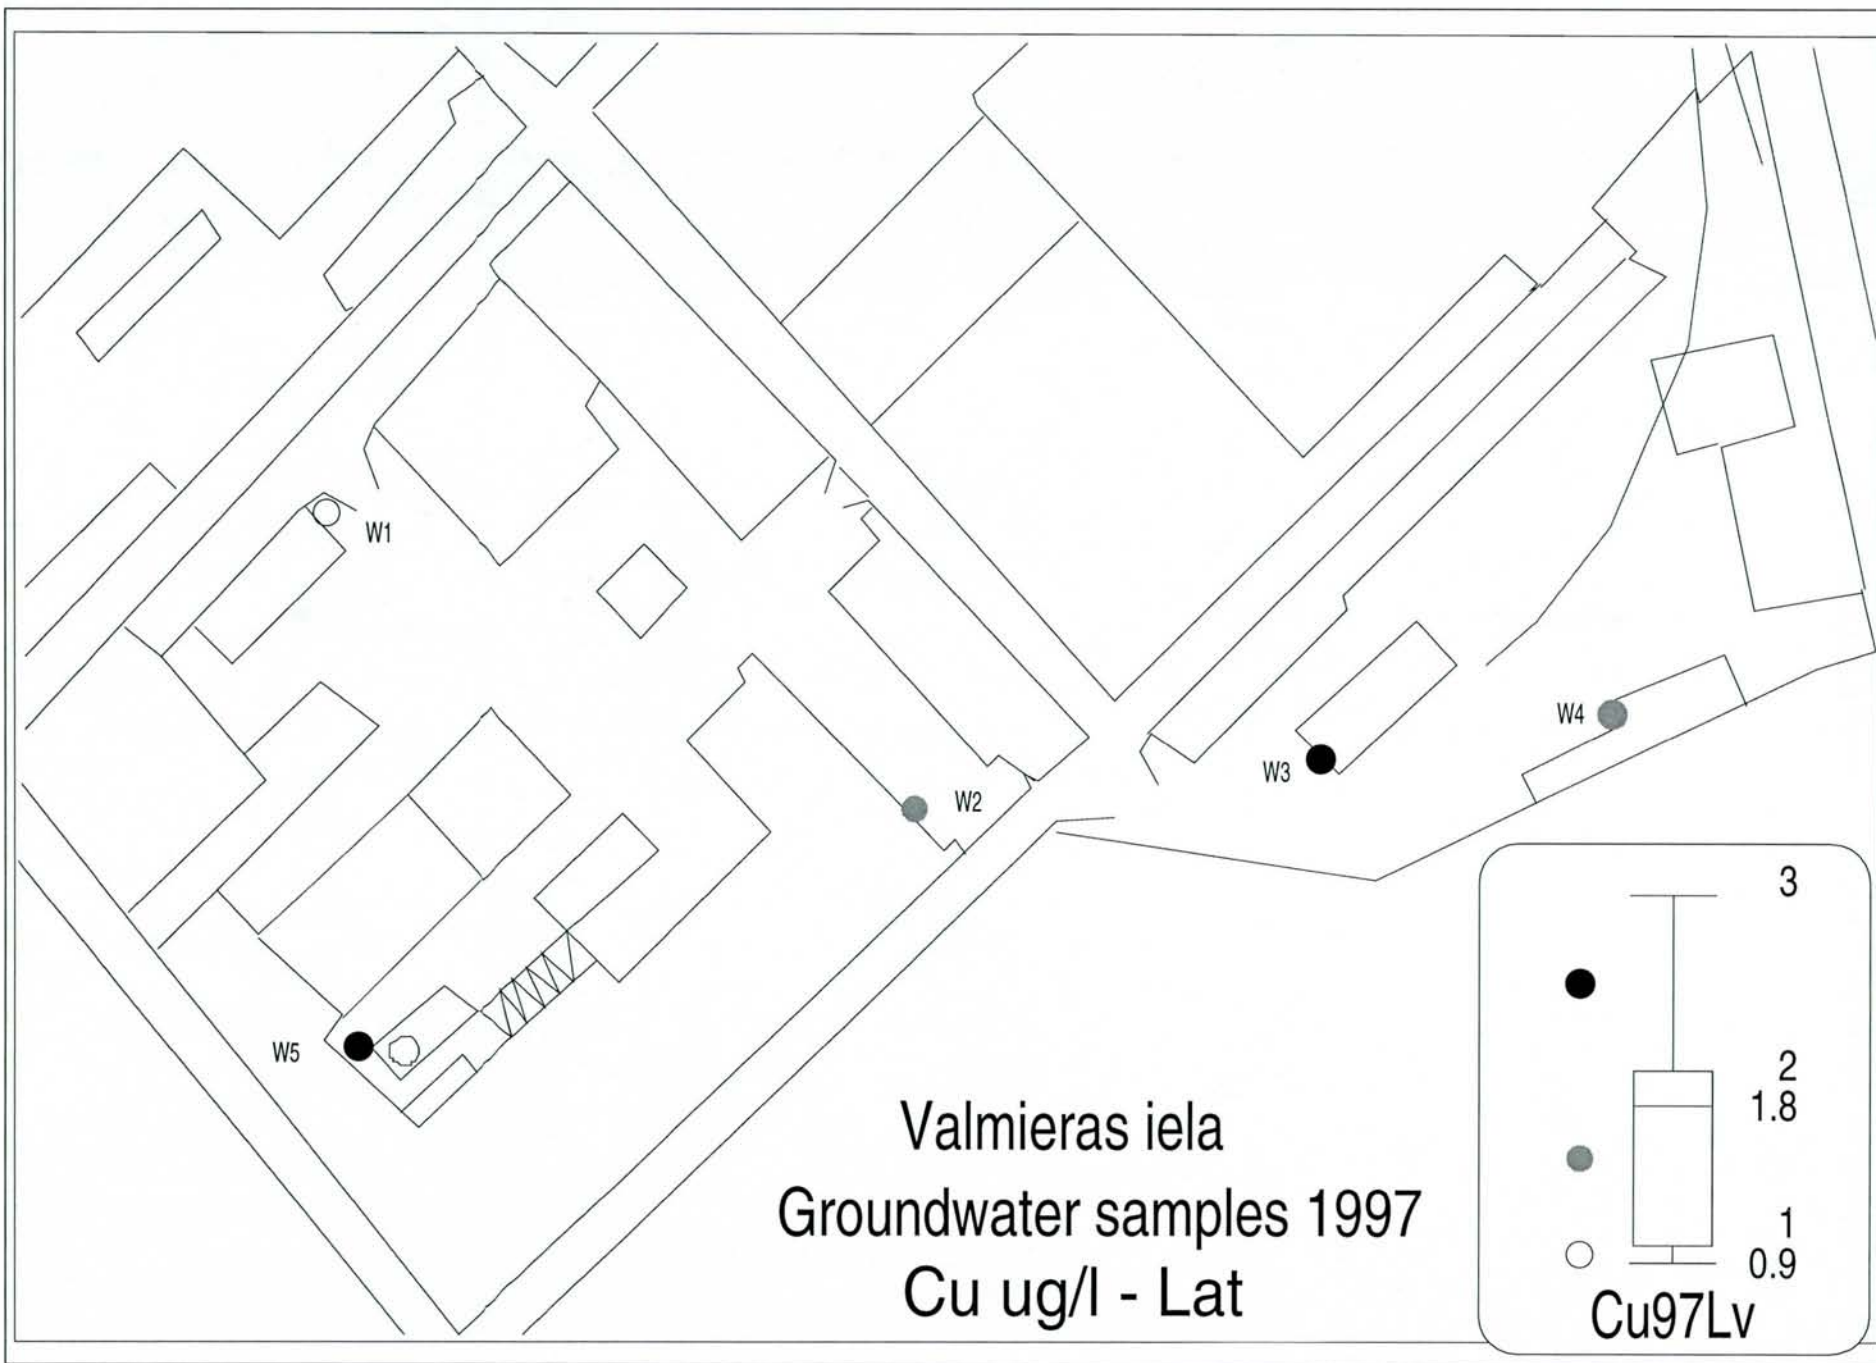 W1
W4
W3
W2
W5
3
2
1.8
1
0.9
Cu97Lv
Valmieras iela
Groundwater samples 1997
Cu ug/l - Lat